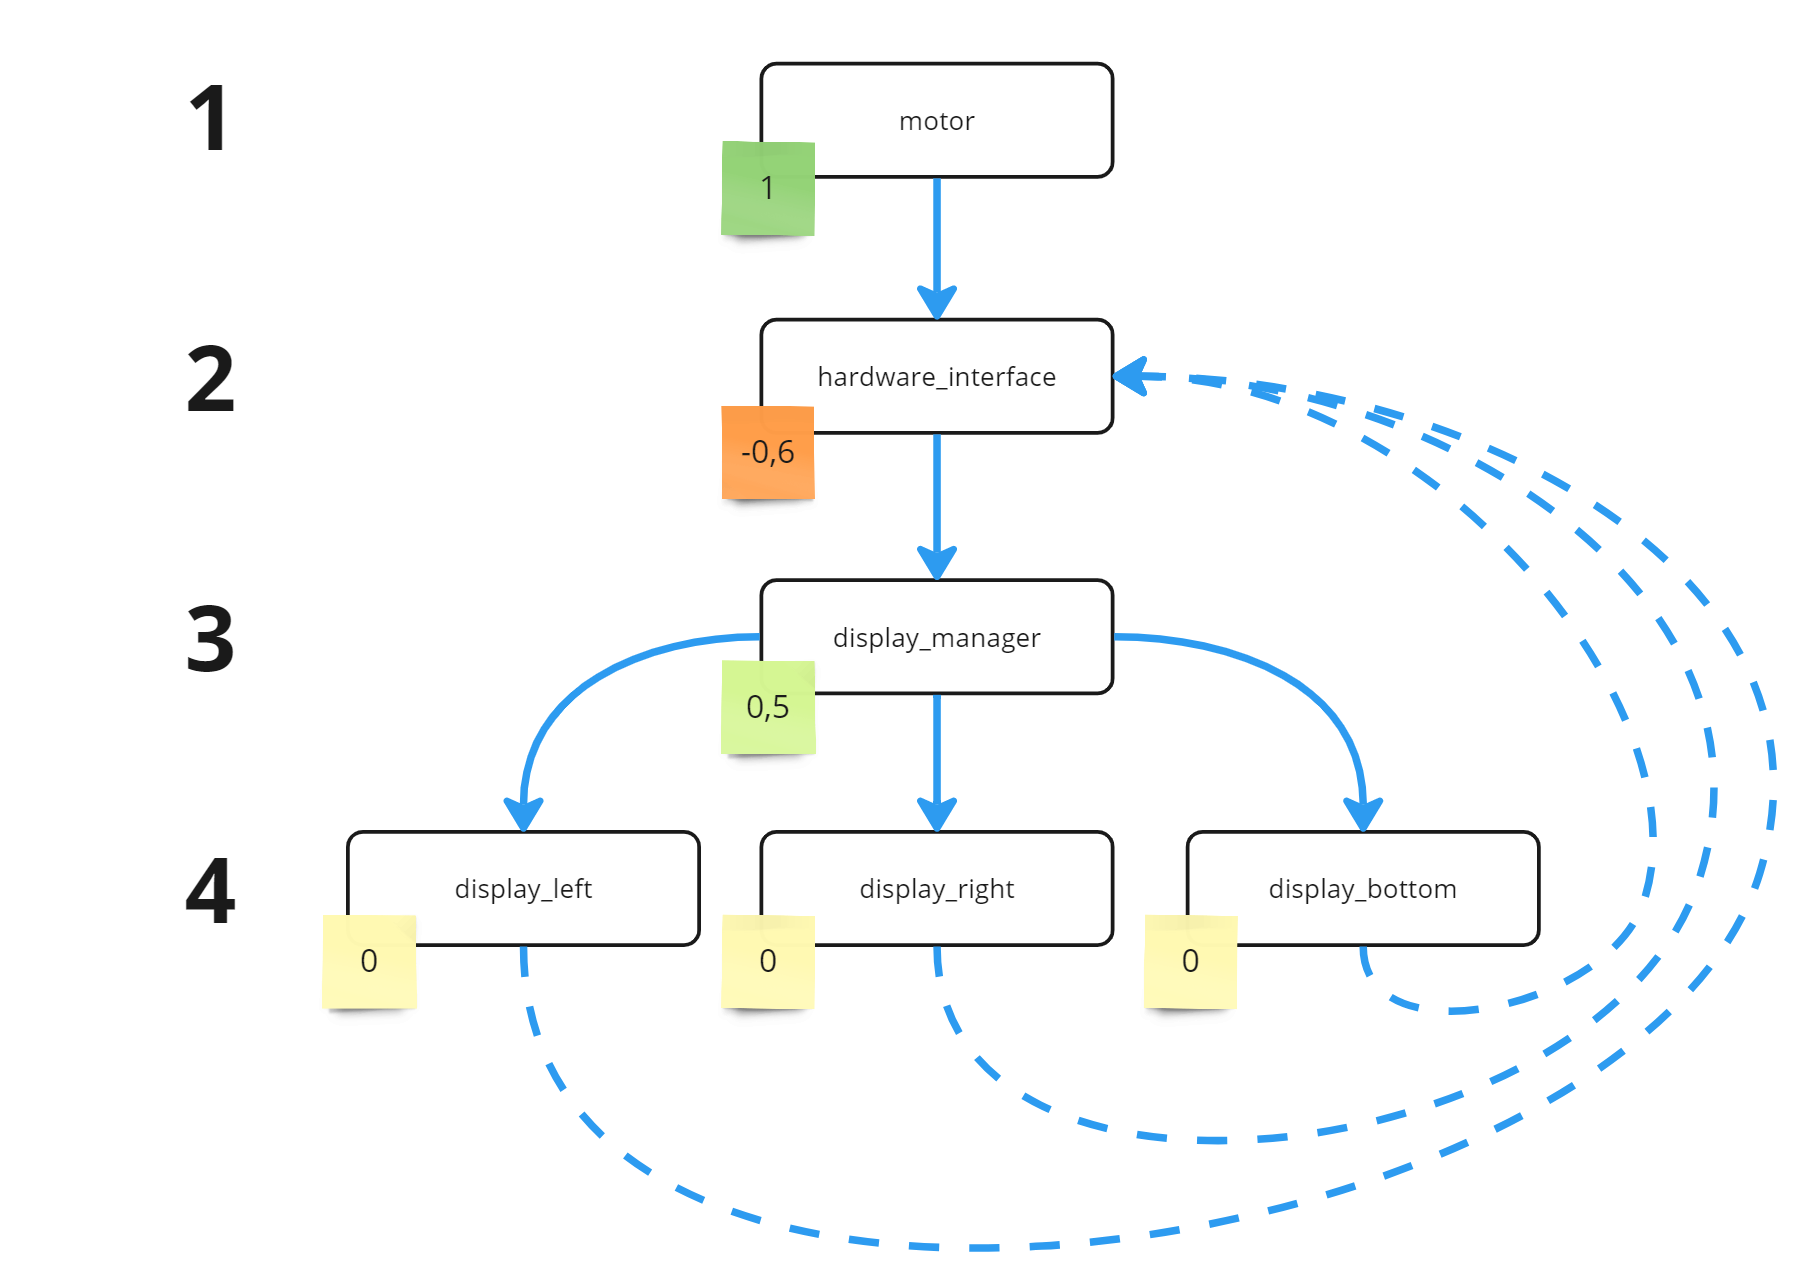 1
motor
1
2
hardware_interface
-0,6
3
display_manager
0,5
4
display_left
display_right
display_bottom
0
0
0